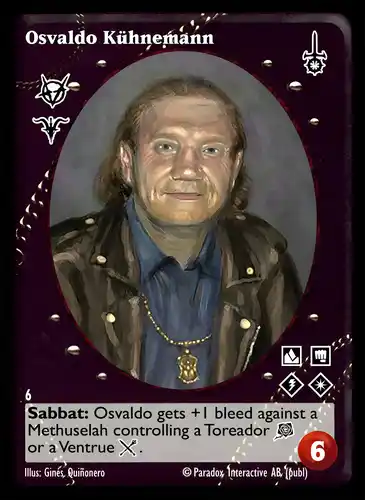 Osvaldo Kühnemann
6
Sabbat: Osvaldo gets +1 bleed against a
Methuselah controlling a Toreador
or a Ventrue .
6
Illus: Ginés Quiñonero
© Paradox Interactive AB (publ)